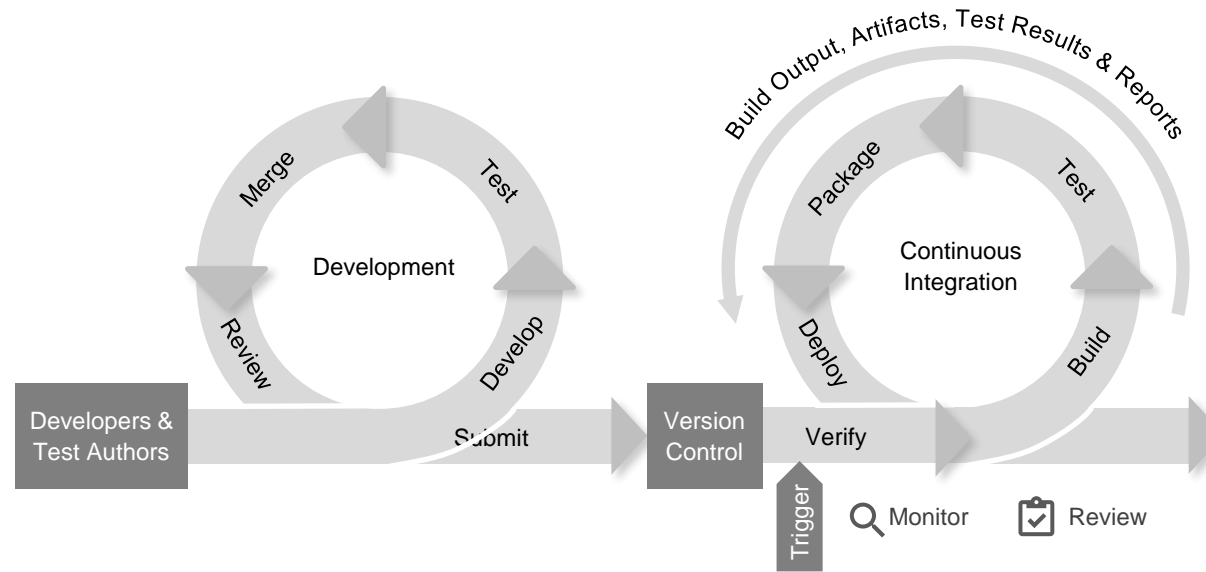 Build Output, Artifacts, Test Results & Reports
Merge
Test
Development
Review
Develop
Developers &
Test Authors
Submit
Package
Test
Continuous
Integration
Deploy
Build
Version
Control
Verify
Trigger
Monitor
Review